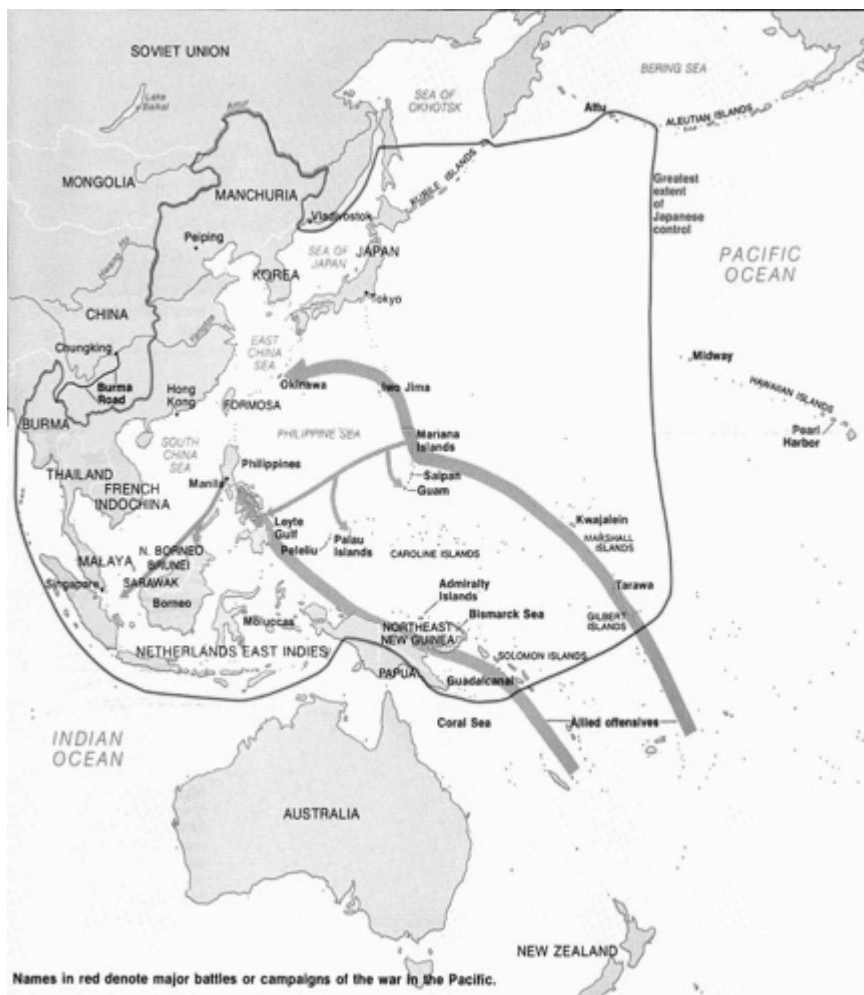 SOVIET UNION
Lake
Baikal
Amur
SEA OF
OKHOTSK
BERING SEA
Attu
ALEUTIAN ISLANDS
MONGOLIA
MANCHURIA
KURILE ISLANDS
Greatest
extent
of
Japanese
control
Vladivostok
Peiping
SEA OF
JAPAN
JAPAN
KOREA
Tokyo
PACIFIC
OCEAN
Hwang Ho
CHINA
Yangtze
EAST
CHINA
SEA
Chungking
Midway
Burma
Road
Hong
Kong
Okinawa
Iwo Jima
HAWAIIAN ISLANDS
FORMOSA
BURMA
Pearl
Harbor
SOUTH
CHINA
SEA
PHILIPPINE SEA
Mariana
Islands
Philippines
THAILAND
Manila
Saipan
Guam
FRENCH
INDOCHINA
Leyte
Gulf
Kwajalein
Peleliu
Palau
Islands
MARSHALL
ISLANDS
CAROLINE ISLANDS
N. BORNEO
BRUNEI
MALAYA
Singapore
SARAWAK
Tarawa
Admiralty
Islands
Borneo
Bismarck Sea
GILBERT
ISLANDS
Moluccas
NORTHEAST
NEW GUINEA
NETHERLANDS EAST INDIES
SOLOMON ISLANDS
PAPUA
Guadalcanal
Coral Sea
Allied offensives
INDIAN
OCEAN
AUSTRALIA
NEW ZEALAND
Names in red denote major battles or campaigns of the war in the Pacific.